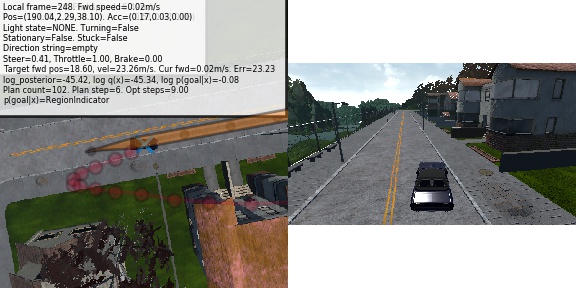 Local frame=248. Fwd speed=0.02m/s
Pos=(190.04,2.29,38.10). Acc=(0.17,0.03,0.00)
Light state=NONE. Turning=False
Stationary=False. Stuck=False
Direction string=empty
Steer=0.41, Throttle=1.00, Brake=0.00
Target fwd pos=18.60, vel=23.26m/s. Cur fwd=0.02m/s. Err=23.23
log_posterior=-45.42, log q(x)=-45.34, log p(goal|x)=-0.08
Plan count=102. Plan step=6. Opt steps=9.00
p(goal|x)=RegionIndicator